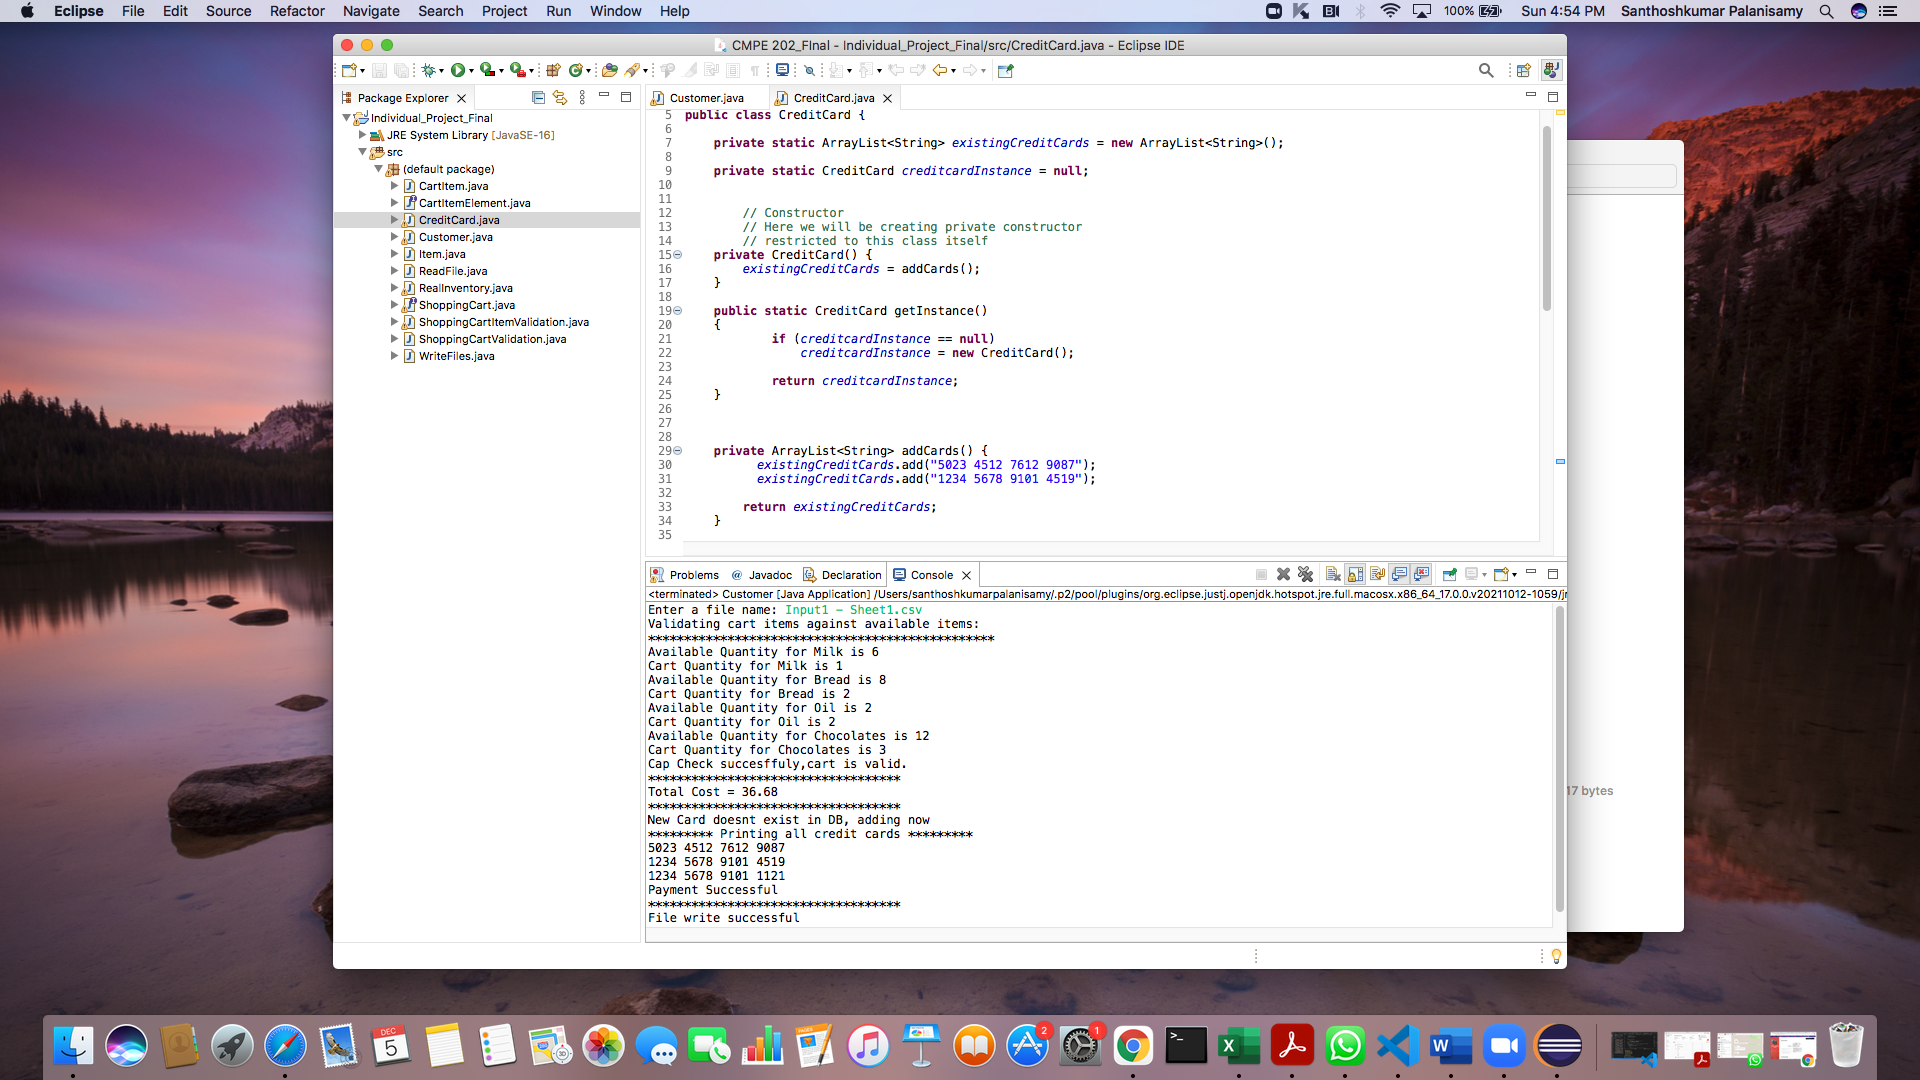 Eclipse File Edit Source Refactor Navigate Search Project Run Window Help 100% Sun 4:54 PM Santhoshkumar Palanisamy
CMPE 202_FInal - Individual_Project_Final/src/CreditCard.java - Eclipse IDE
Package Explorer
Individual_Project_Final
JRE System Library [JavaSE-16]
src
(default package)
CartItem.java
CartItemElement.java
CreditCard.java
Customer.java
Item.java
ReadFile.java
RealInventory.java
ShoppingCart.java
ShoppingCartItemValidation.java
ShoppingCartValidation.java
WriteFiles.java
Customer.java CreditCard.java
5 public class CreditCard {
6
7 private static ArrayList<String> existingCreditCards = new ArrayList<String>();
8
9 private static CreditCard creditcardInstance = null;
10
11
12 // Constructor
13 // Here we will be creating private constructor
14 // restricted to this class itself
15 private CreditCard() {
16 existingCreditCards = addCards();
17 }
18
19 public static CreditCard getInstance()
20 {
21 if (creditcardInstance == null)
22 creditcardInstance = new CreditCard();
23
24 return creditcardInstance;
25 }
26
27
28
29 private ArrayList<String> addCards() {
30 existingCreditCards.add("5023 4512 7612 9087");
31 existingCreditCards.add("1234 5678 9101 4519");
32
33 return existingCreditCards;
34 }
35
Problems @ Javadoc Declaration Console
<terminated> Customer [Java Application] /Users/santhoshkumarpalanisamy/.p2/pool/plugins/org.eclipse.justj.openjdk.hotspot.jre.full.macosx.x86_64_17.0.0.v20211012-1059/j
Enter a file name: Input1 - Sheet1.csv
Validating cart items against available items:
************************************************
Available Quantity for Milk is 6
Cart Quantity for Milk is 1
Available Quantity for Bread is 8
Cart Quantity for Bread is 2
Available Quantity for Oil is 2
Cart Quantity for Oil is 2
Available Quantity for Chocolates is 12
Cart Quantity for Chocolates is 3
Cap Check succesffuly,cart is valid.
***********************************
Total Cost = 36.68
***********************************
New Card doesnt exist in DB, adding now
********* Printing all credit cards *********
5023 4512 7612 9087
1234 5678 9101 4519
1234 5678 9101 1121
Payment Successful
***********************************
File write successful
17 bytes
DEC
5
2
1